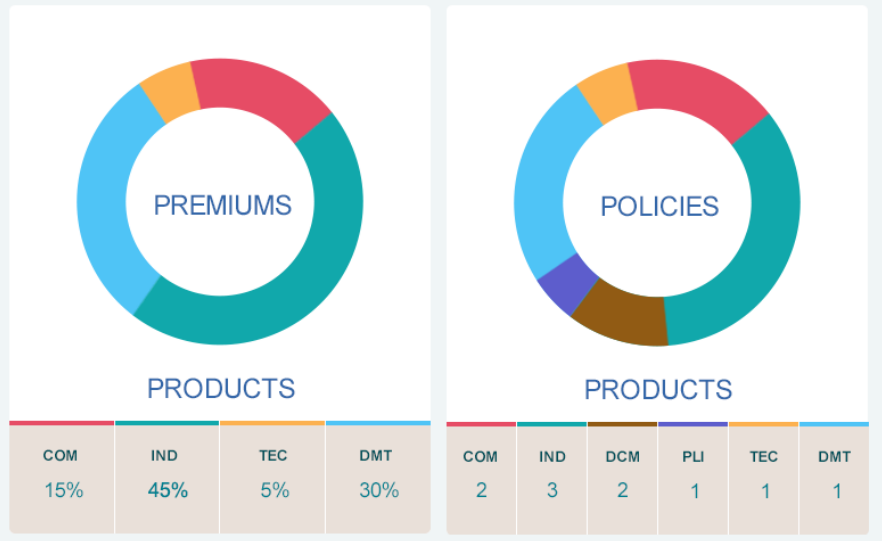 PREMIUMS
PRODUCTS
COM IND TEC DMT
15% 45% 5% 30%
POLICIES
PRODUCTS
COM IND DCM PLI TEC DMT
2 3 2 1 1 1